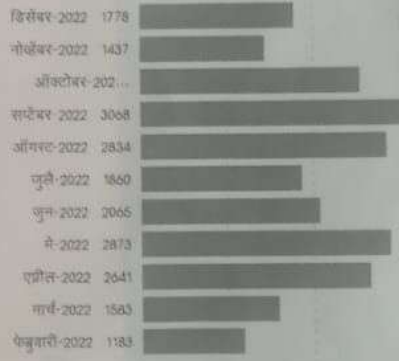 डिसेंबर-2022 1778
नोव्हेंबर-2022 1437
ऑक्टोबर-202...
सप्टेंबर-2022 3068
ऑगस्ट-2022 2834
जुलै-2022 1860
जुन-2022 2065
मे-2022 2873
एप्रील-2022 2641
मार्च-2022 1583
फेब्रुवारी-2022 1183